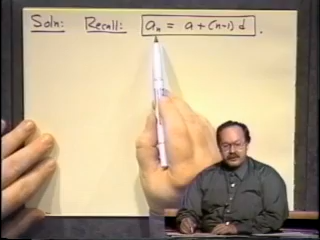 Soln: Recall: aₙ = a + (n-1) d .